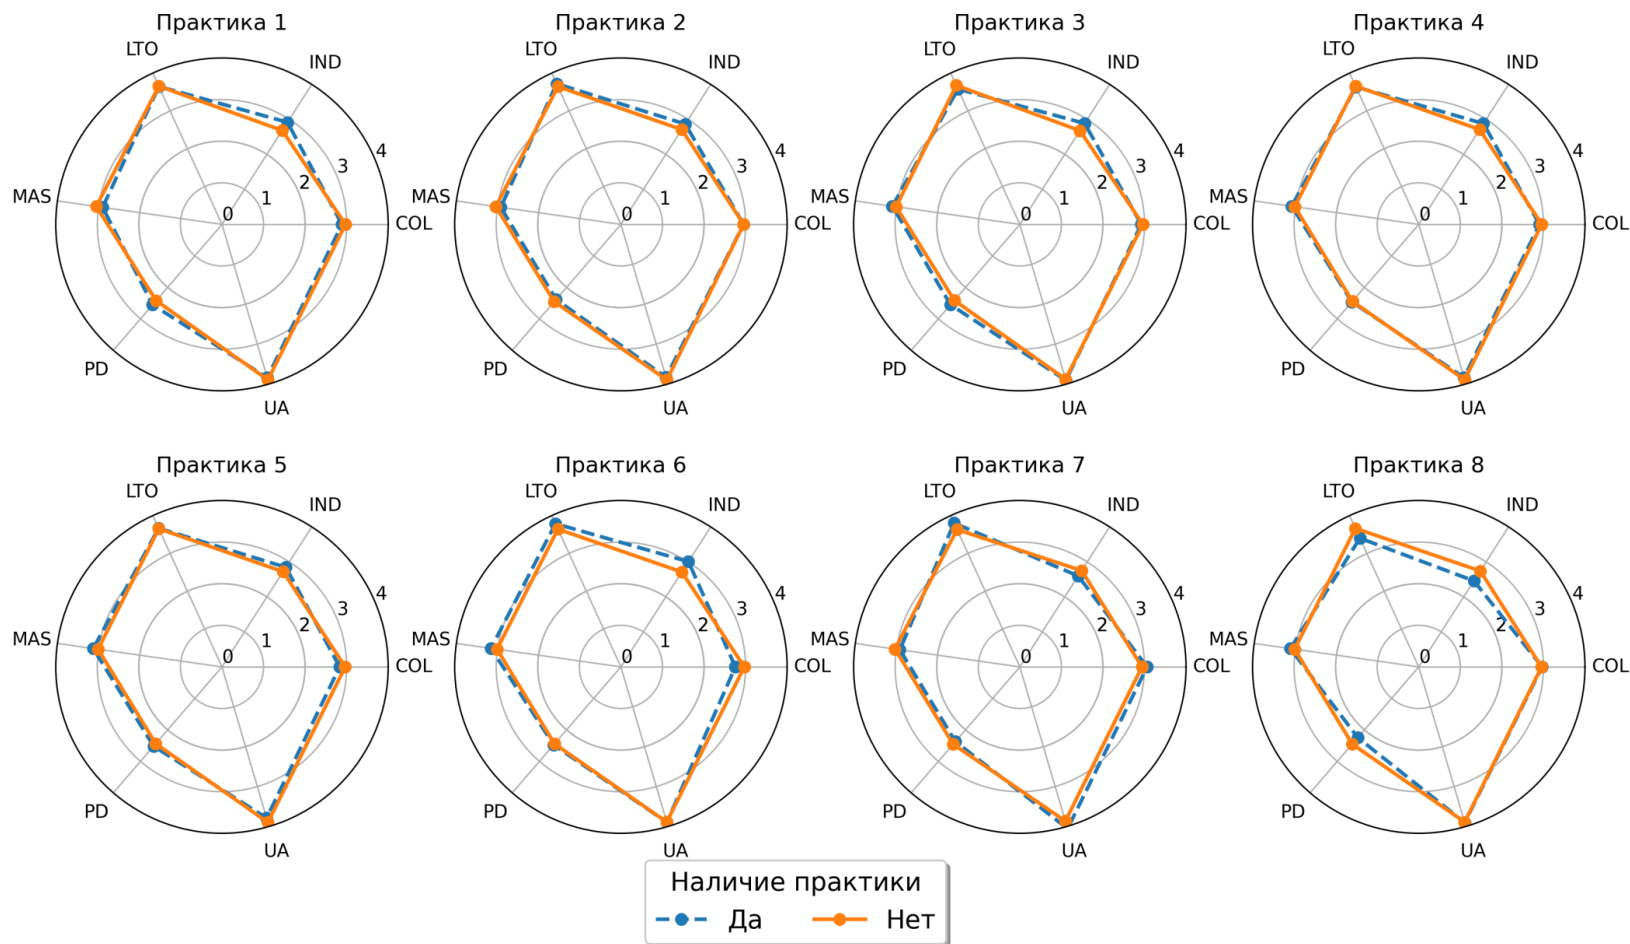 Практика 1
LTO
IND
MAS
COL
PD
UA
0
1
2
3
4
Практика 2
LTO
IND
MAS
COL
PD
UA
0
1
2
3
4
Практика 3
LTO
IND
MAS
COL
PD
UA
0
1
2
3
4
Практика 4
LTO
IND
MAS
COL
PD
UA
0
1
2
3
4
Практика 5
LTO
IND
MAS
COL
PD
UA
0
1
2
3
4
Практика 6
LTO
IND
MAS
COL
PD
UA
0
1
2
3
4
Практика 7
LTO
IND
MAS
COL
PD
UA
0
1
2
3
4
Практика 8
LTO
IND
MAS
COL
PD
UA
0
1
2
3
4
Наличие практики
Да Нет